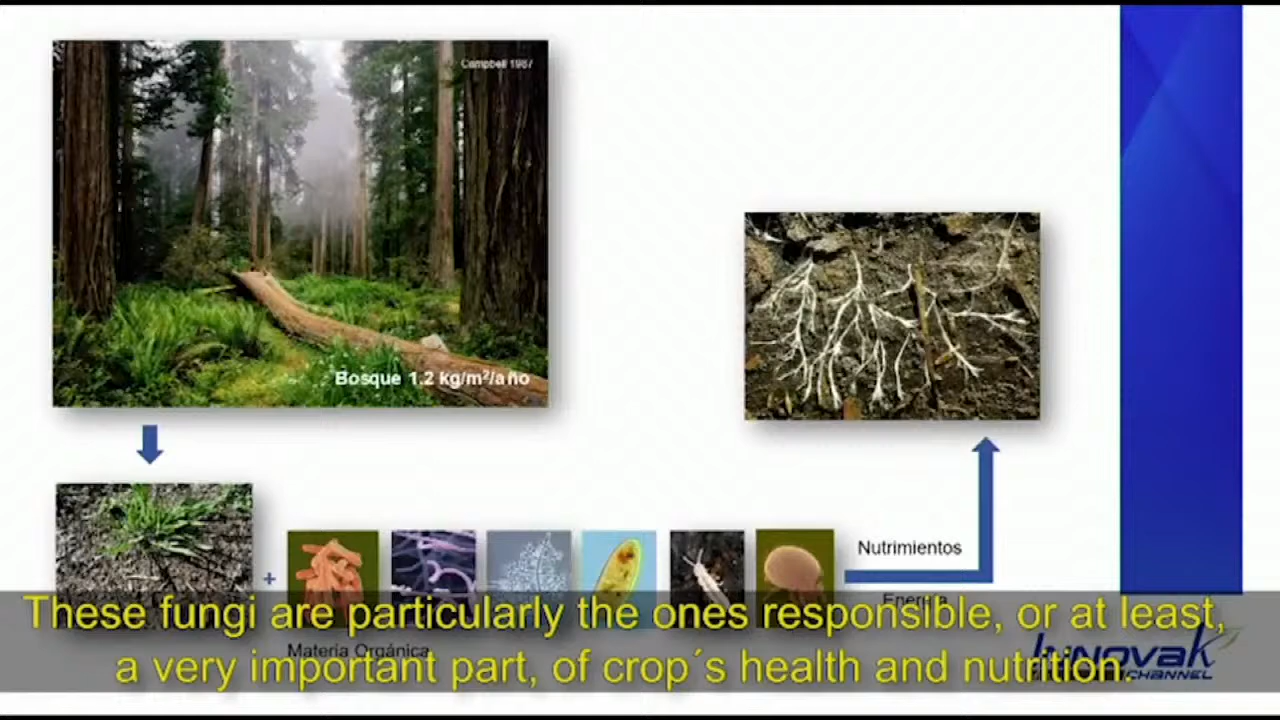 Campbell 1987
Bosque 1.2 kg/m²/año
+
Nutrimientos
Energía
These fungi are particularly the ones responsible, or at least,
Materia Orgánica
a very important part, of crop´s health and nutrition.
Innovak
CHANNEL